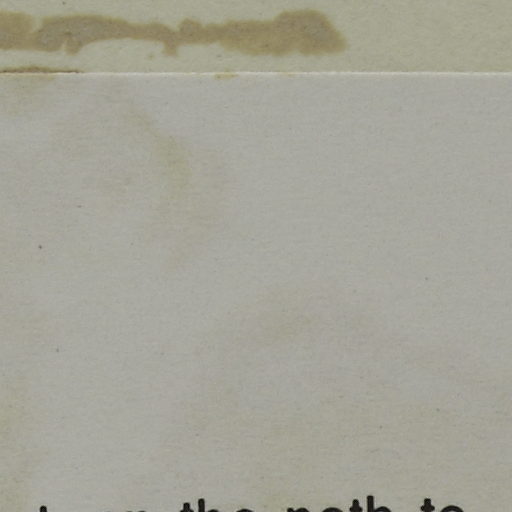 the path to